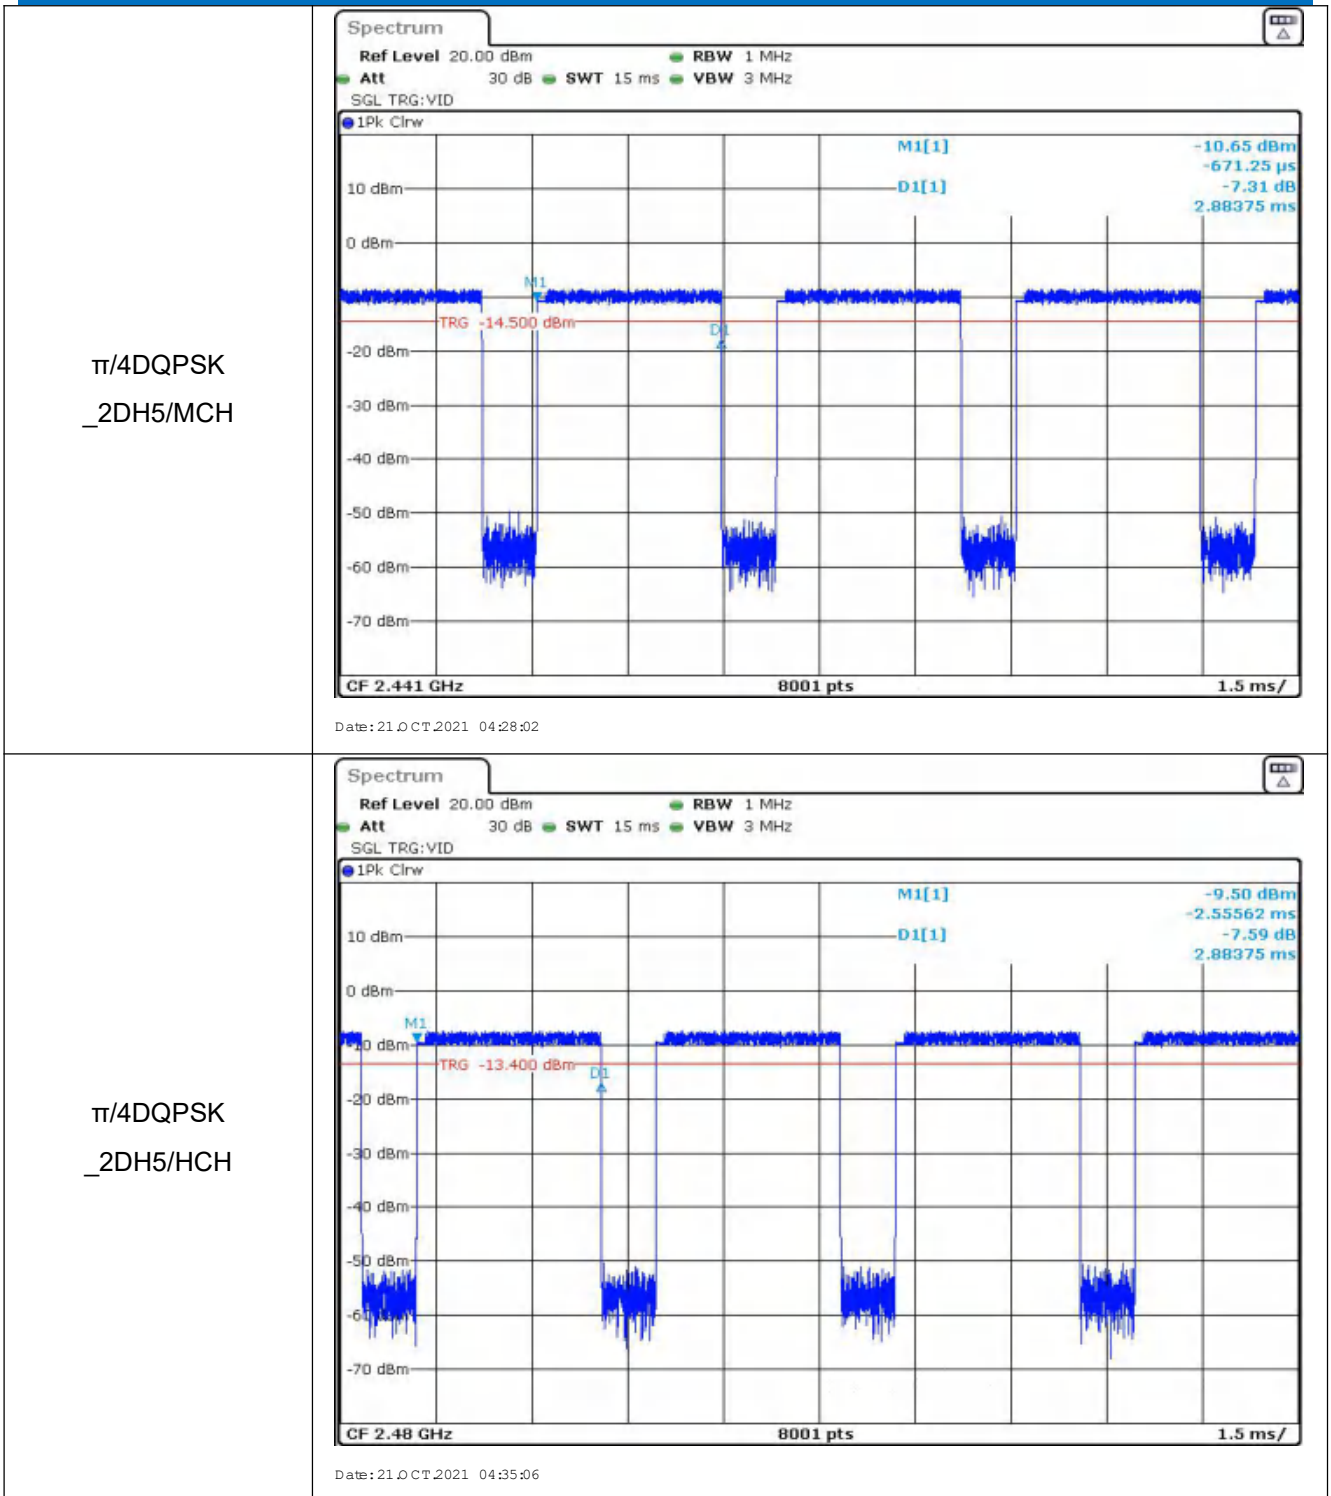 π/4DQPSK
_2DH5/MCH
Spectrum
Ref Level 20.00 dBm RBW 1 MHz
Att 30 dB SWT 15 ms VBW 3 MHz
SGL TRG:VID
1Pk Clrw
M1[1] -10.65 dBm
-671.25 µs
D1[1] -7.31 dB
2.88375 ms
10 dBm
0 dBm
M1
TRG -14.500 dBm
D1
-20 dBm
-30 dBm
-40 dBm
-50 dBm
-60 dBm
-70 dBm
CF 2.441 GHz 8001 pts 1.5 ms/
Date: 21.OCT.2021 04:28:02
π/4DQPSK
_2DH5/HCH
Spectrum
Ref Level 20.00 dBm RBW 1 MHz
Att 30 dB SWT 15 ms VBW 3 MHz
SGL TRG:VID
1Pk Clrw
M1[1] -9.50 dBm
-2.55562 ms
D1[1] -7.59 dB
2.88375 ms
10 dBm
0 dBm
M1
-10 dBm
TRG -13.400 dBm
D1
-20 dBm
-30 dBm
-40 dBm
-50 dBm
-70 dBm
CF 2.48 GHz 8001 pts 1.5 ms/
Date: 21.OCT.2021 04:35:06